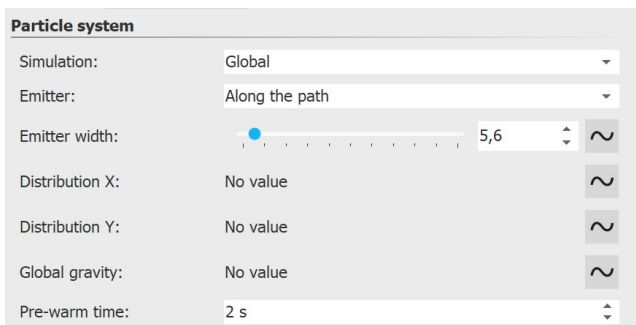 Particle system
Simulation: Global
Emitter: Along the path
Emitter width: 5,6
Distribution X: No value
Distribution Y: No value
Global gravity: No value
Pre-warm time: 2 s